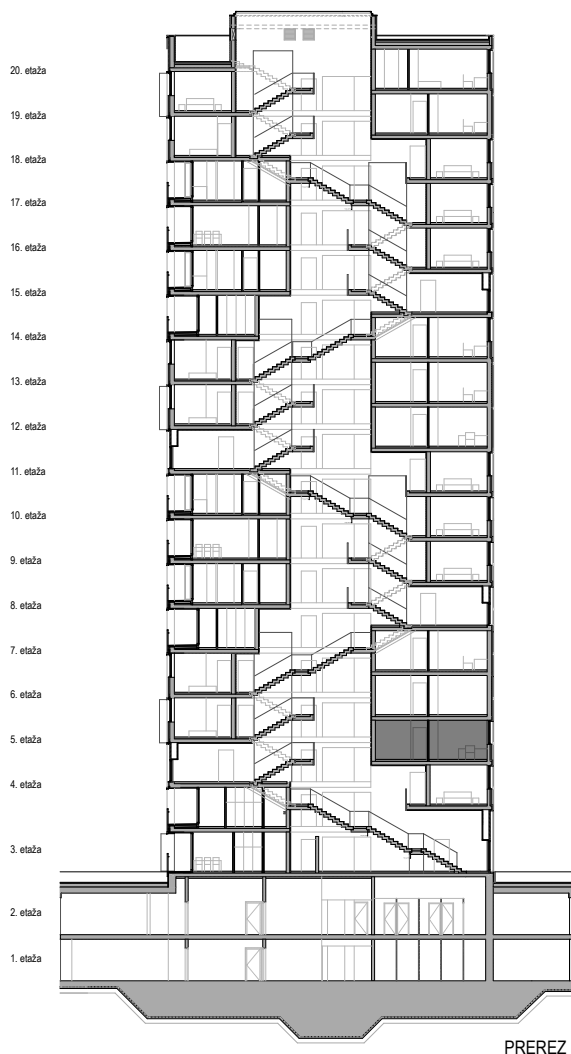 20. etaža
19. etaža
18. etaža
17. etaža
16. etaža
15. etaža
14. etaža
13. etaža
12. etaža
11. etaža
10. etaža
9. etaža
8. etaža
7. etaža
6. etaža
5. etaža
4. etaža
3. etaža
2. etaža
1. etaža
PREREZ